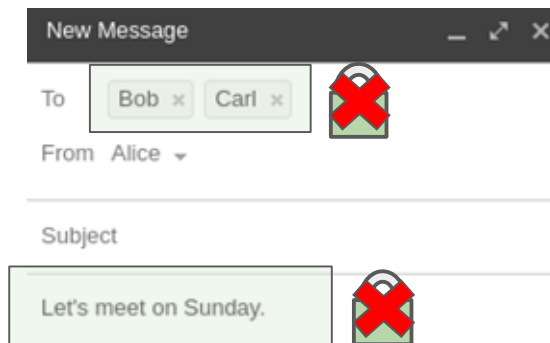 New Message
To Bob × Carl ×
From Alice
Subject
Let's meet on Sunday.